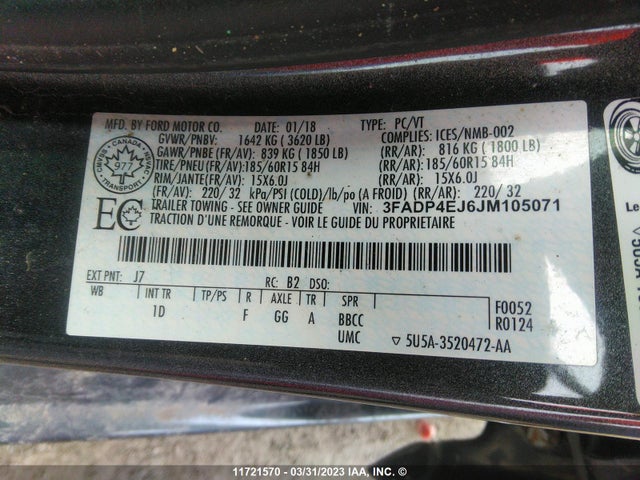 MFD. BY FORD MOTOR CO. DATE: 01/18 TYPE: PC/VT
GVWR/PNBV: 1642 KG ( 3620 LB) COMPLIES: ICES/NMB-002
GAWR/PNBE (FR/AV): 839 KG ( 1850 LB) (RR/AR): 816 KG ( 1800 LB)
TIRE/PNEU (FR/AV): 185/60R15 84H (RR/AR): 185/60R15 84H
RIM/JANTE (FR/AV): 15X6.0J (RR/AR): 15X6.0J
(FR/AV): 220/ 32 kPa/PSI (COLD)/lb/po (A FROID) (RR/AR): 220/ 32
TRAILER TOWING - SEE OWNER GUIDE VIN: 3FADP4EJ6JM105071
TRACTION D'UNE REMORQUE - VOIR LE GUIDE DU PROPRIETAIRE
CANADA
977
TRANSPORT
EC
EXT PNT: J7 RC: B2 DSO:
WB INT TR TP/PS R AXLE TR SPR
1D F GG A BBCC
UMC
F0052
R0124
▽ 5U5A-3520472-AA
Le
11721570 - 03/31/2023 - IAA, INC. ©